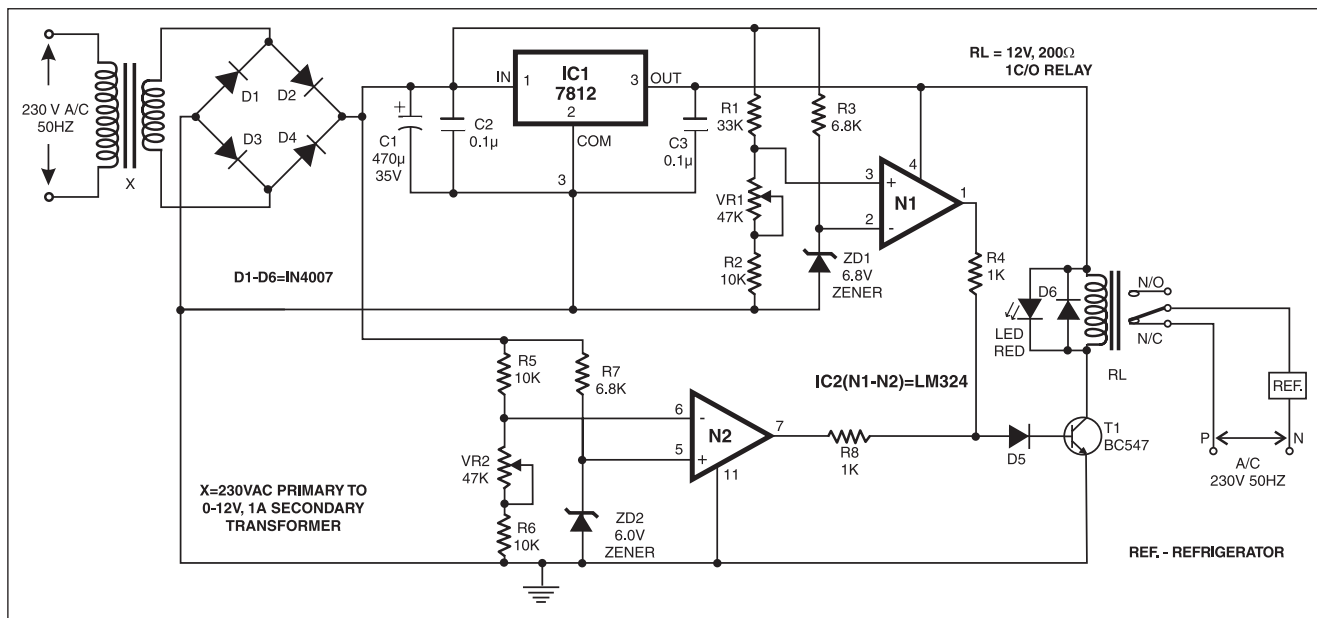 230 V A/C
50HZ
X
D1
D2
D3
D4
+
C1
470µ
35V
C2
0.1µ
IN
1
IC1
7812
2
3
OUT
COM
3
C3
0.1µ
R1
33K
VR1
47K
R2
10K
R3
6.8K
ZD1
6.8V
ZENER
3
+
2
-
N1
4
1
R4
1K
RL = 12V, 200Ω
1C/O RELAY
D6
LED
RED
N/O
N/C
RL
REF.
P
N
A/C
230V 50HZ
T1
BC547
D5
D1-D6=IN4007
R5
10K
R7
6.8K
VR2
47K
R6
10K
ZD2
6.0V
ZENER
6
-
5
+
N2
7
11
R8
1K
IC2(N1-N2)=LM324
X=230VAC PRIMARY TO
0-12V, 1A SECONDARY
TRANSFORMER
REF. - REFRIGERATOR